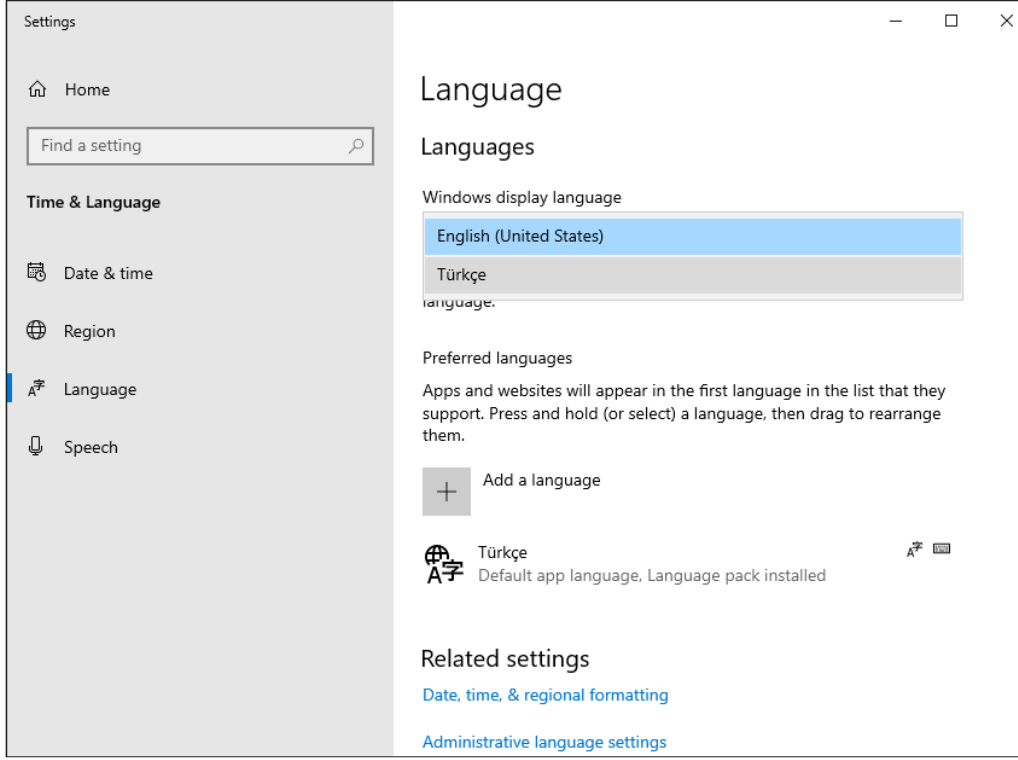 Settings
Home
Find a setting
Time & Language
Date & time
Region
Language
Speech
Language
Languages
Windows display language
English (United States)
Türkçe
language.
Preferred languages
Apps and websites will appear in the first language in the list that they
support. Press and hold (or select) a language, then drag to rearrange
them.
Add a language
Türkçe
Default app language, Language pack installed
Related settings
Date, time, & regional formatting
Administrative language settings